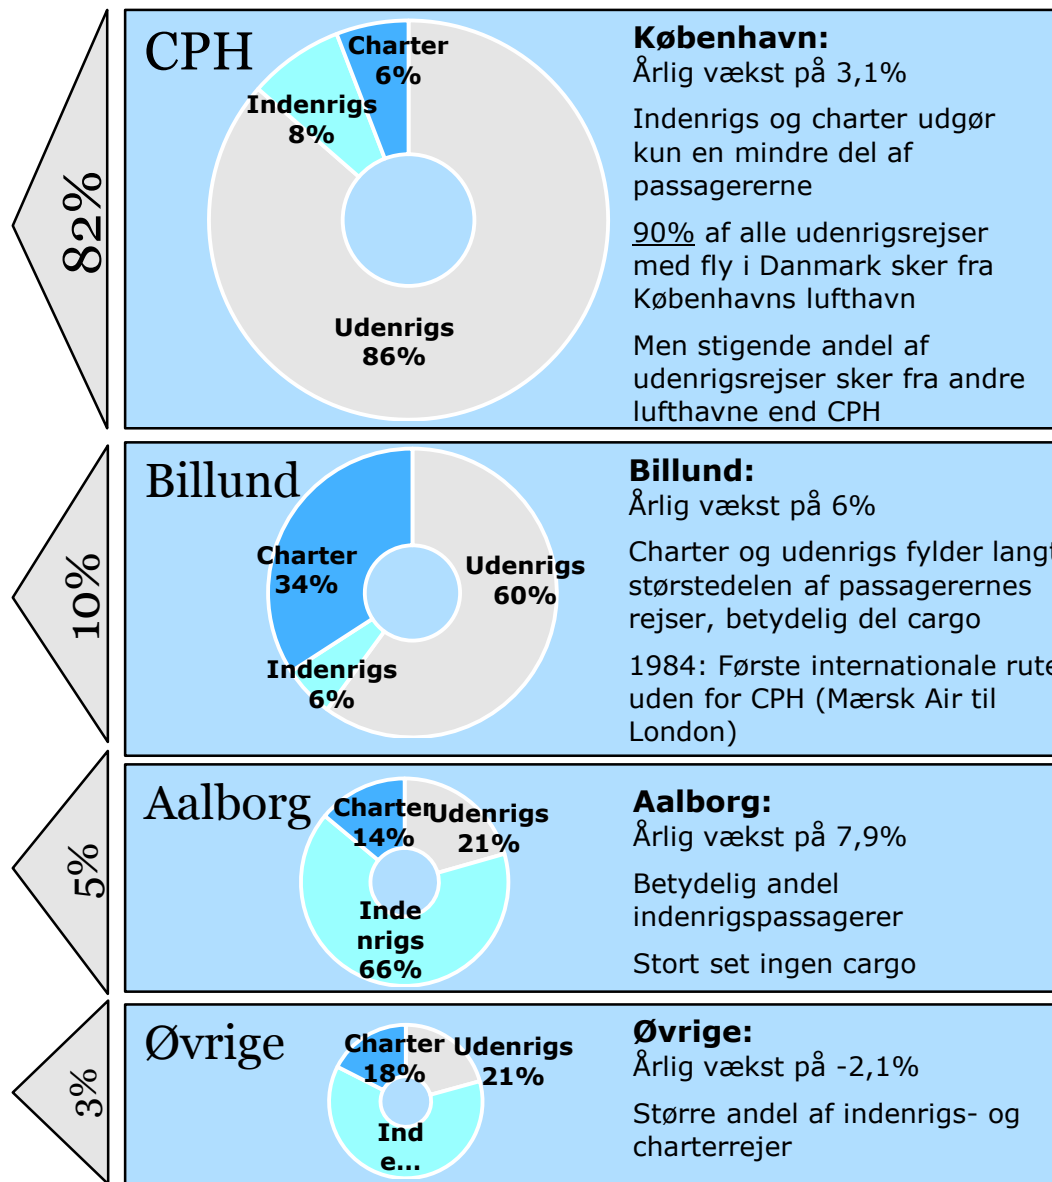 82%
CPH
Charter
6%
Indenrigs
8%
Udenrigs
86%
København:
Årlig vækst på 3,1%
Indenrigs og charter udgør
kun en mindre del af
passagererne
90% af alle udenrigsrejser
med fly i Danmark sker fra
Københavns lufthavn
Men stigende andel af
udenrigsrejser sker fra andre
lufthavne end CPH
10%
Billund
Charter
34%
Udenrigs
60%
Indenrigs
6%
Billund:
Årlig vækst på 6%
Charter og udenrigs fylder langt
størstedelen af passagerernes
rejser, betydelig del cargo
1984: Første internationale rute
uden for CPH (Mærsk Air til
London)
5%
Aalborg
Charter
14%
Udenrigs
21%
Inde
nrigs
66%
Aalborg:
Årlig vækst på 7,9%
Betydelig andel
indenrigspassagerer
Stort set ingen cargo
3%
Øvrige
Charter
18%
Udenrigs
21%
Ind
e...
Øvrige:
Årlig vækst på -2,1%
Større andel af indenrigs- og
charterrejer